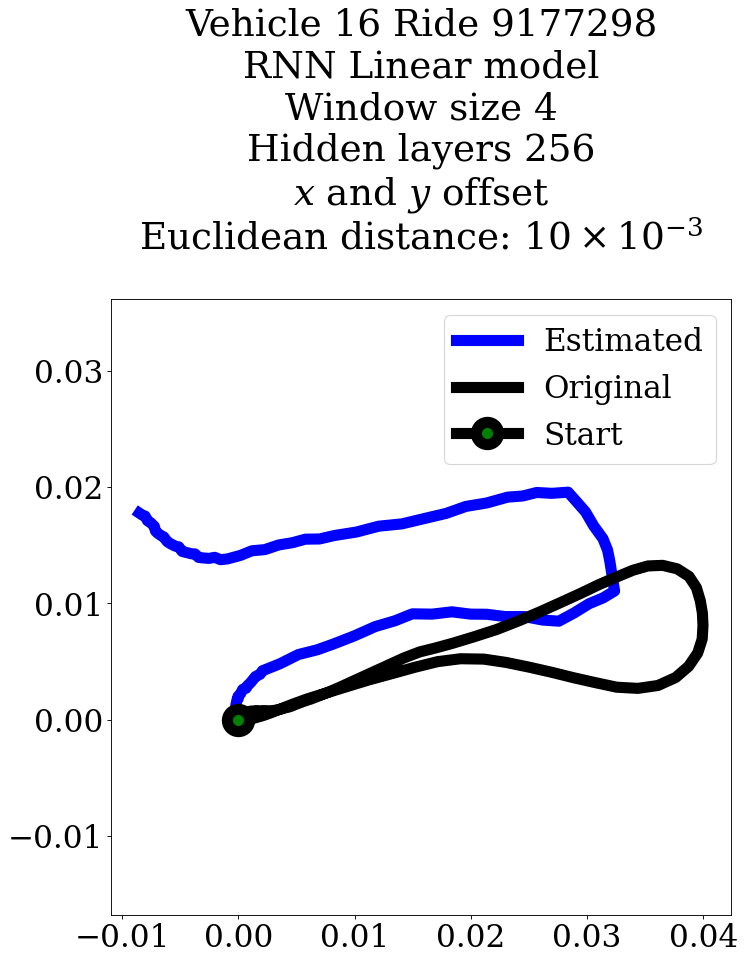 Vehicle 16 Ride 9177298
RNN Linear model
Window size 4
Hidden layers 256
x and y offset
Euclidean distance: 10 × 10⁻³
Estimated
Original
Start
0.03
0.02
0.01
0.00
−0.01
−0.01 0.00 0.01 0.02 0.03 0.04